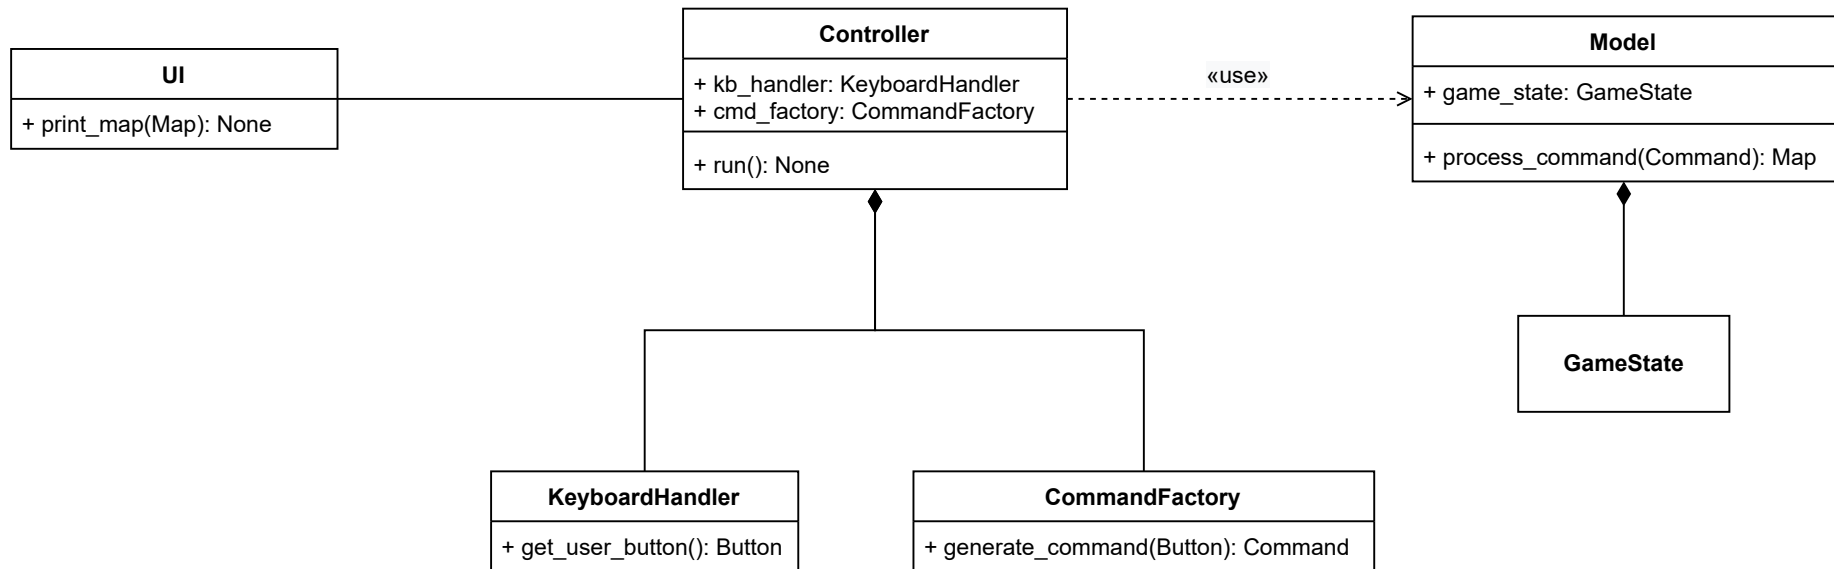 UI
+ print_map(Map): None
Controller
+ kb_handler: KeyboardHandler
+ cmd_factory: CommandFactory
+ run(): None
«use»
Model
+ game_state: GameState
+ process_command(Command): Map
GameState
KeyboardHandler
+ get_user_button(): Button
CommandFactory
+ generate_command(Button): Command